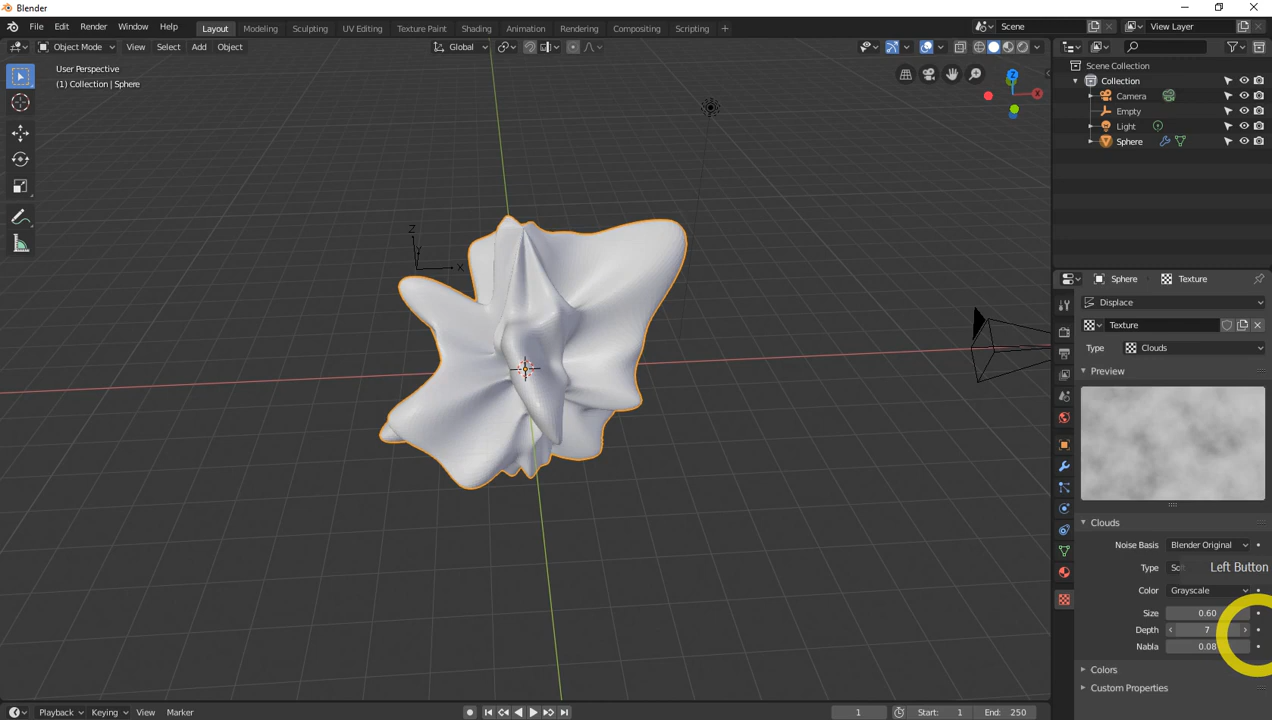 Blender
File Edit Render Window Help Layout Modeling Sculpting UV Editing Texture Paint Shading Animation Rendering Compositing Scripting + Scene View Layer
Object Mode View Select Add Object Global
User Perspective
(1) Collection | Sphere
Z
X
Z
Y
X
Scene Collection
Collection
Camera
Empty
Light
Sphere
Sphere Texture
Displace
Texture
Type Clouds
Preview
Clouds
Noise Basis Blender Original
Type Left Button
Color Grayscale
Size 0.60
Depth 7
Nabla 0.08
Colors
Custom Properties
Playback Keying View Marker 1 Start: 1 End: 250